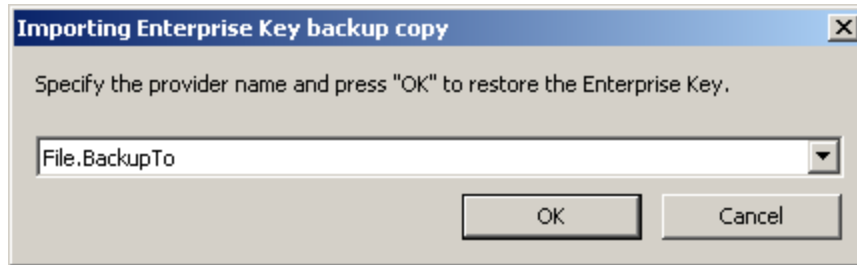 Importing Enterprise Key backup copy
Specify the provider name and press "OK" to restore the Enterprise Key.
File.BackupTo
OK
Cancel